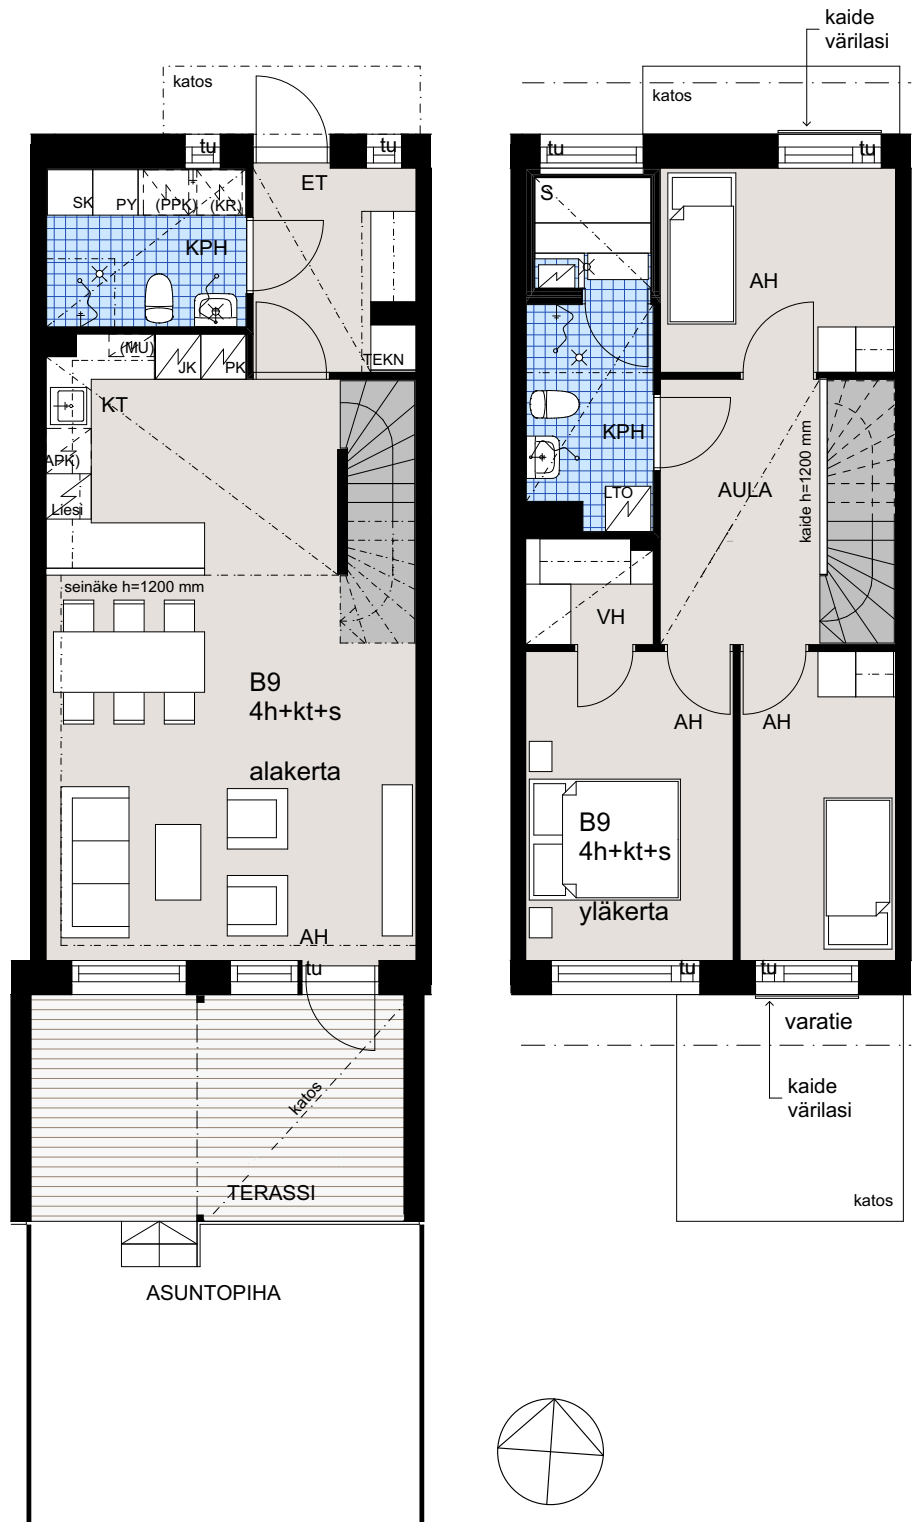 kaide
värilasi
katos
katos
tu
tu
tu
tu
ET
S
SK
PY
(PPK)
(KR)
KPH
AH
(MU)
JK
PK
TEKN
KT
KPH
APK)
Liesi
LTO
AULA
kaide h=1200 mm
seinäke h=1200 mm
VH
B9
4h+kt+s
alakerta
AH
AH
B9
4h+kt+s
yläkerta
AH
tu
tu
tu
varatie
kaide
värilasi
katos
TERASSI
katos
ASUNTOPIHA